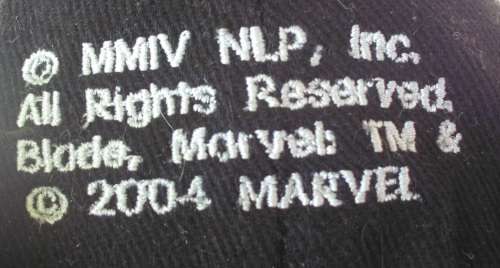 © MMIV NLP, Inc.
All Rights Reserved.
Blade, Marvel: TM &
© 2004 MARVEL